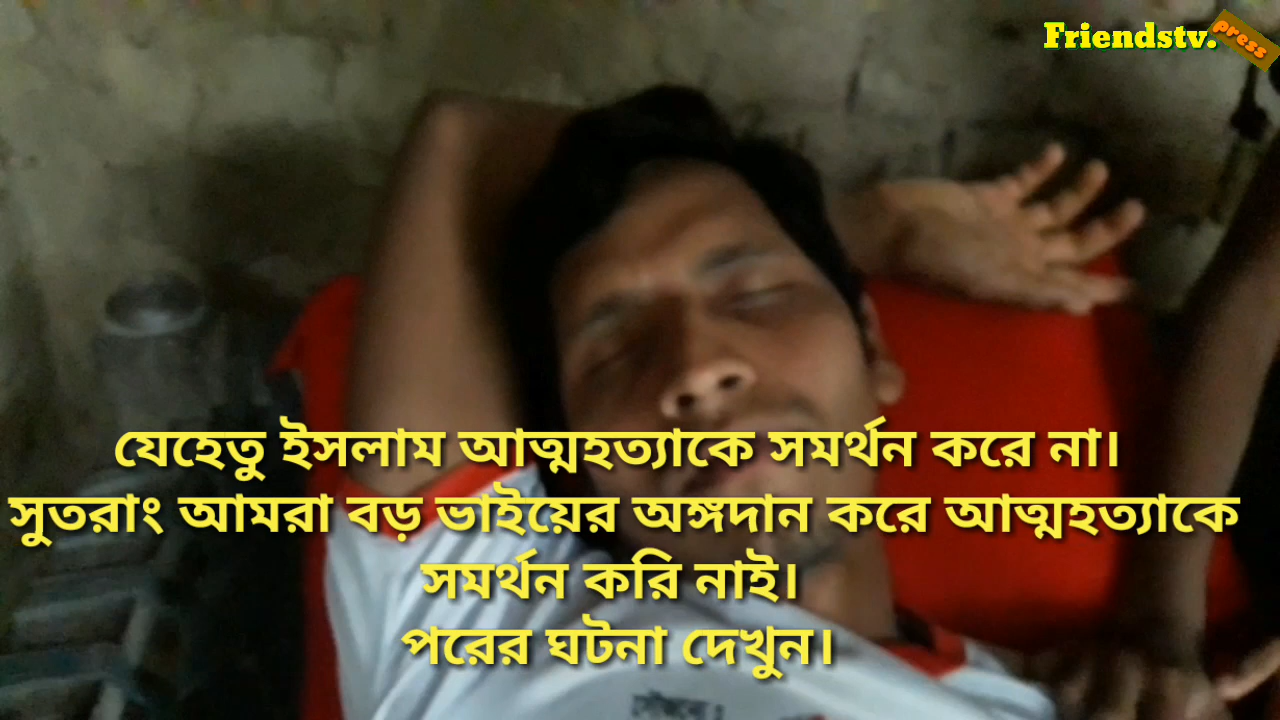 Friendstv.
press
যেহেতু ইসলাম আত্মহত্যাকে সমর্থন করে না।
সুতরাং আমরা বড় ভাইয়ের অঙ্গদান করে আত্মহত্যাকে
সমর্থন করি নাই।
পরের ঘটনা দেখুন।